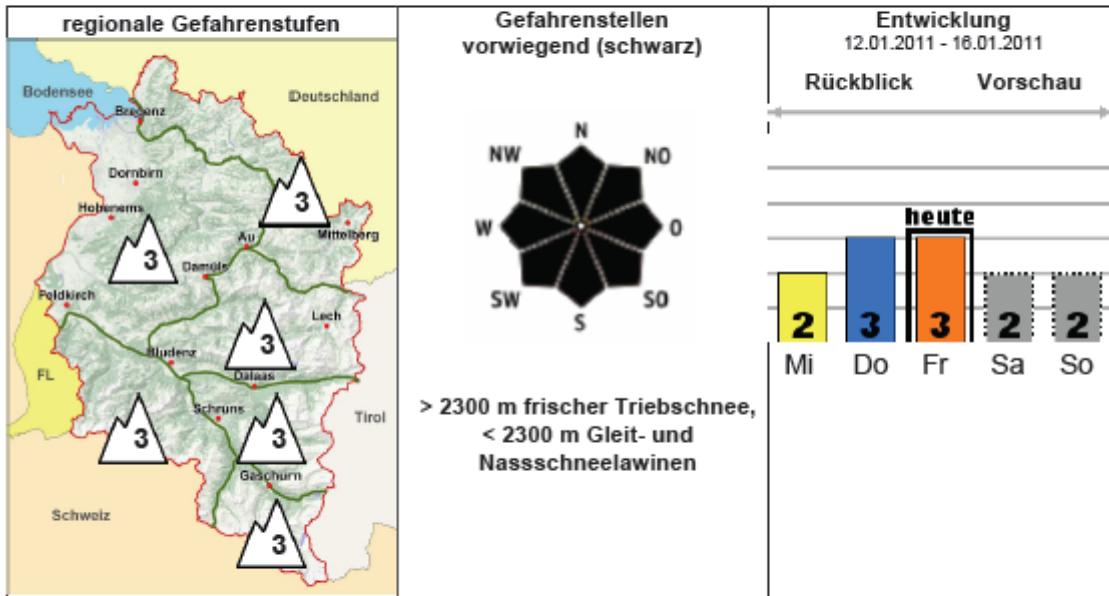 regionale Gefahrenstufen
Bodensee
Deutschland
Bregenz
Dornbirn
3
Hohenems
Mittelberg
3
Au
Damüls
Feldkirch
Lech
3
Bludenz
FL
Dalaas
Schruns
Tirol
3
3
Gaschurn
Schweiz
3
Gefahrenstellen
vorwiegend (schwarz)
N
NW
NO
W
O
SW
SO
S
> 2300 m frischer Triebschnee,
< 2300 m Gleit- und
Nassschneelawinen
Entwicklung
12.01.2011 - 16.01.2011
Rückblick Vorschau
heute
2 3 3 2 2
Mi Do Fr Sa So